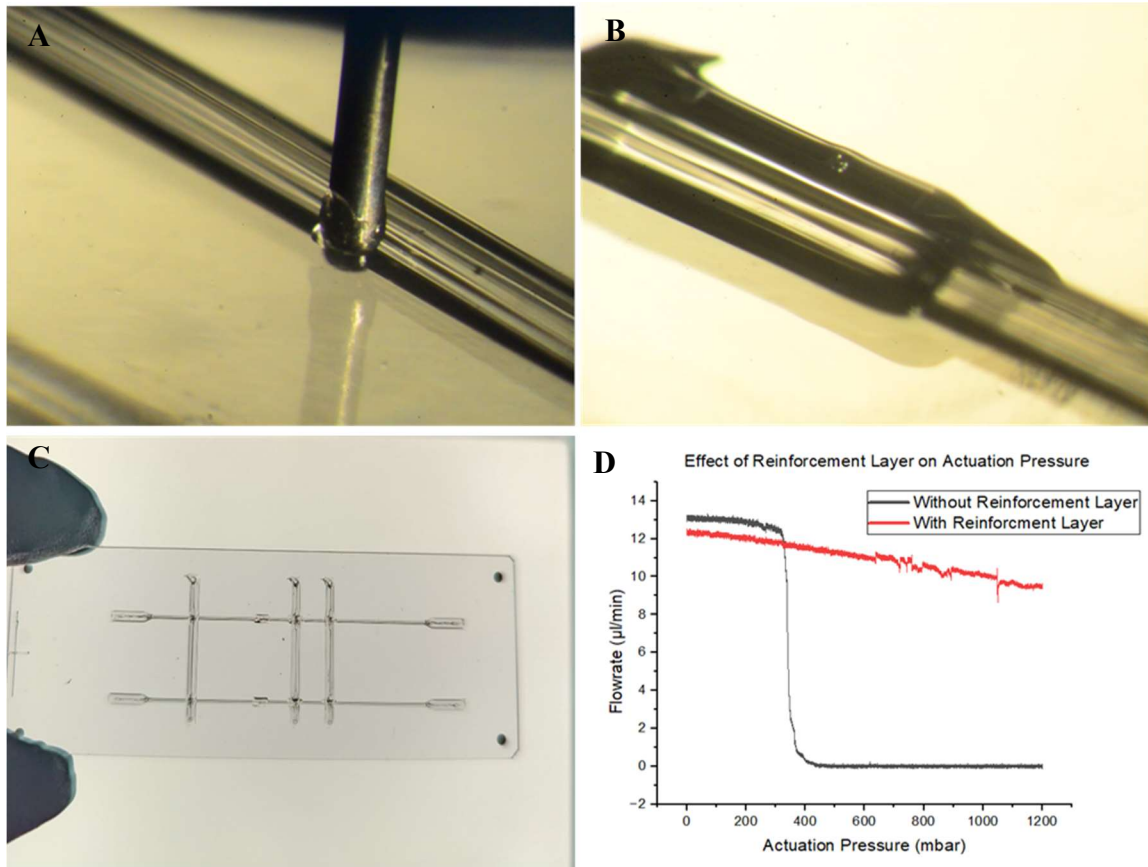 A
B
C
D
Effect of Reinforcement Layer on Actuation Pressure
Without Reinforcement Layer
With Reinforcment Layer
14
12
10
8
6
4
2
0
−2
Flowrate (µl/min)
0 200 400 600 800 1000 1200
Actuation Pressure (mbar)